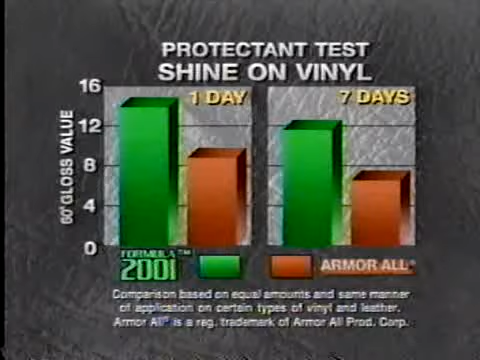 PROTECTANT TEST
SHINE ON VINYL
1 DAY
7 DAYS
60° GLOSS VALUE
16
12
8
4
0
FORMULA™
2001
ARMOR ALL®
Comparison based on equal amounts and same manner
of application on certain types of vinyl and leather.
Armor All® is a reg. trademark of Armor All Prod. Corp.